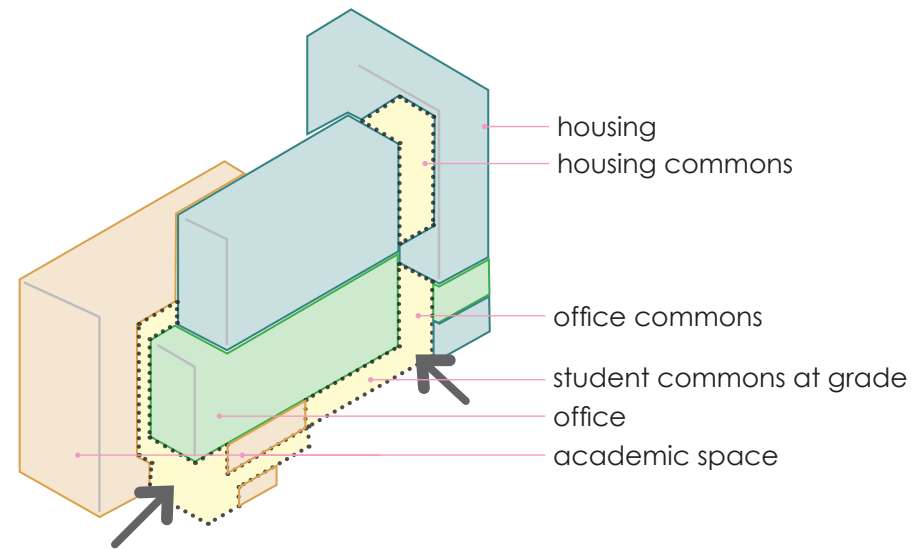 housing
housing commons
office commons
student commons at grade
office
academic space